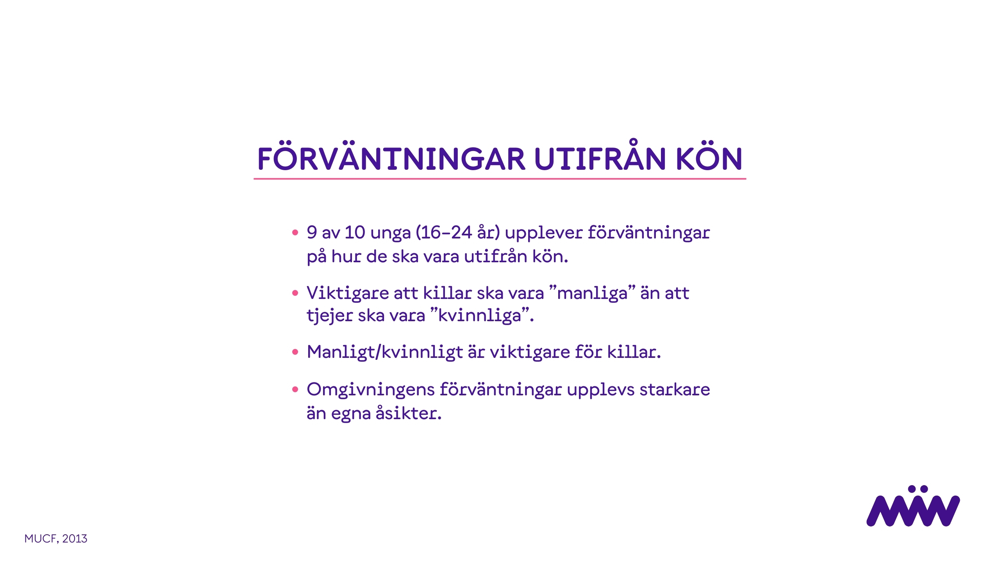 FÖRVÄNTNINGAR UTIFRÅN KÖN
• 9 av 10 unga (16–24 år) upplever förväntningar
på hur de ska vara utifrån kön.
• Viktigare att killar ska vara ”manliga” än att
tjejer ska vara ”kvinnliga”.
• Manligt/kvinnligt är viktigare för killar.
• Omgivningens förväntningar upplevs starkare
än egna åsikter.
MÄN
MUCF, 2013